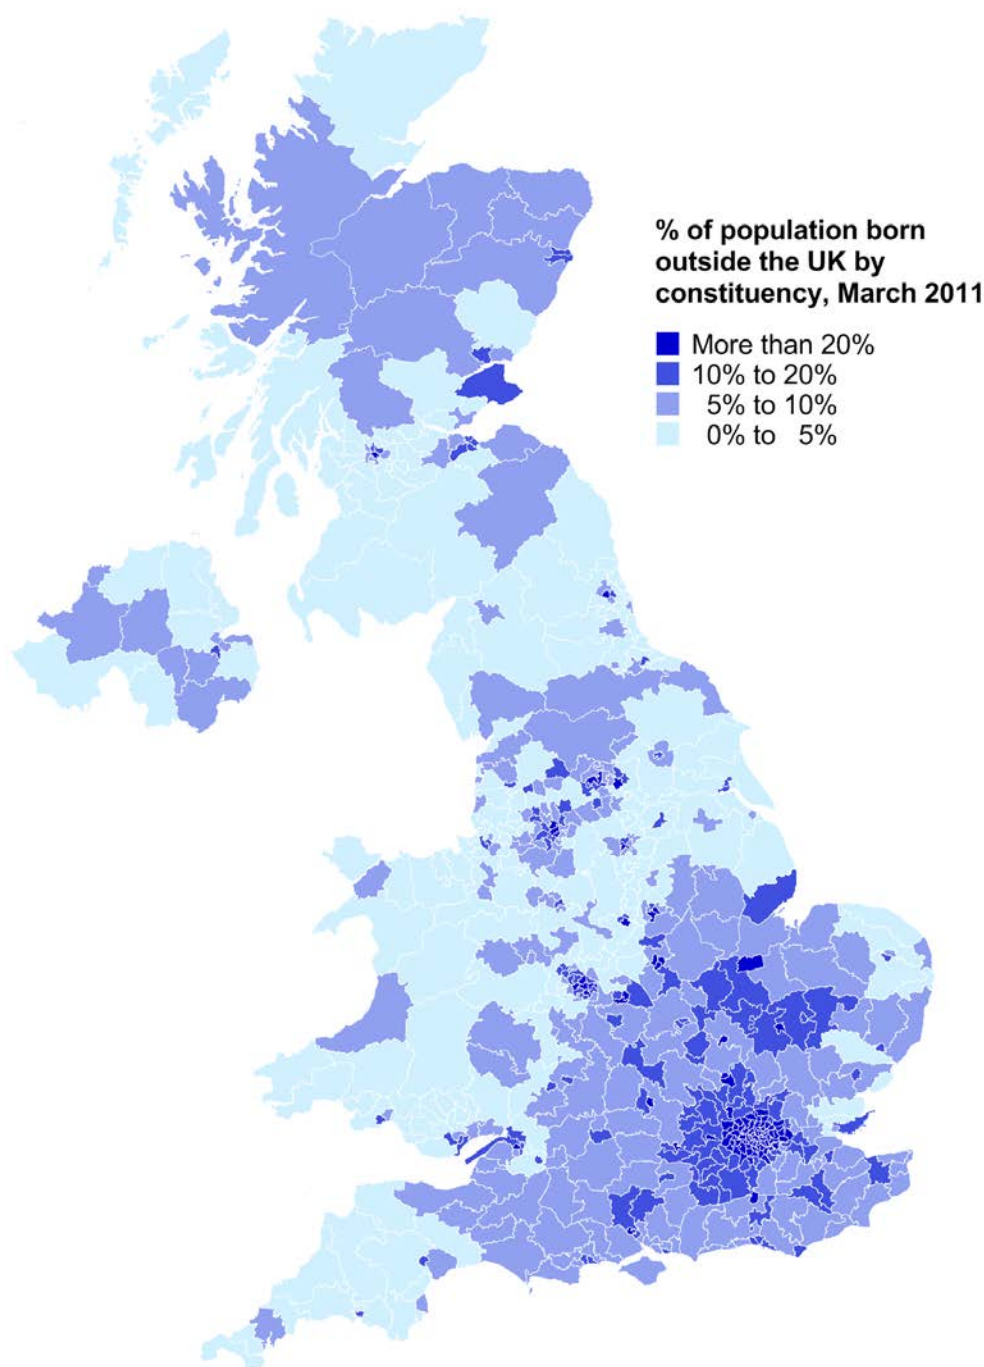 % of population born
outside the UK by
constituency, March 2011
More than 20%
10% to 20%
5% to 10%
0% to 5%